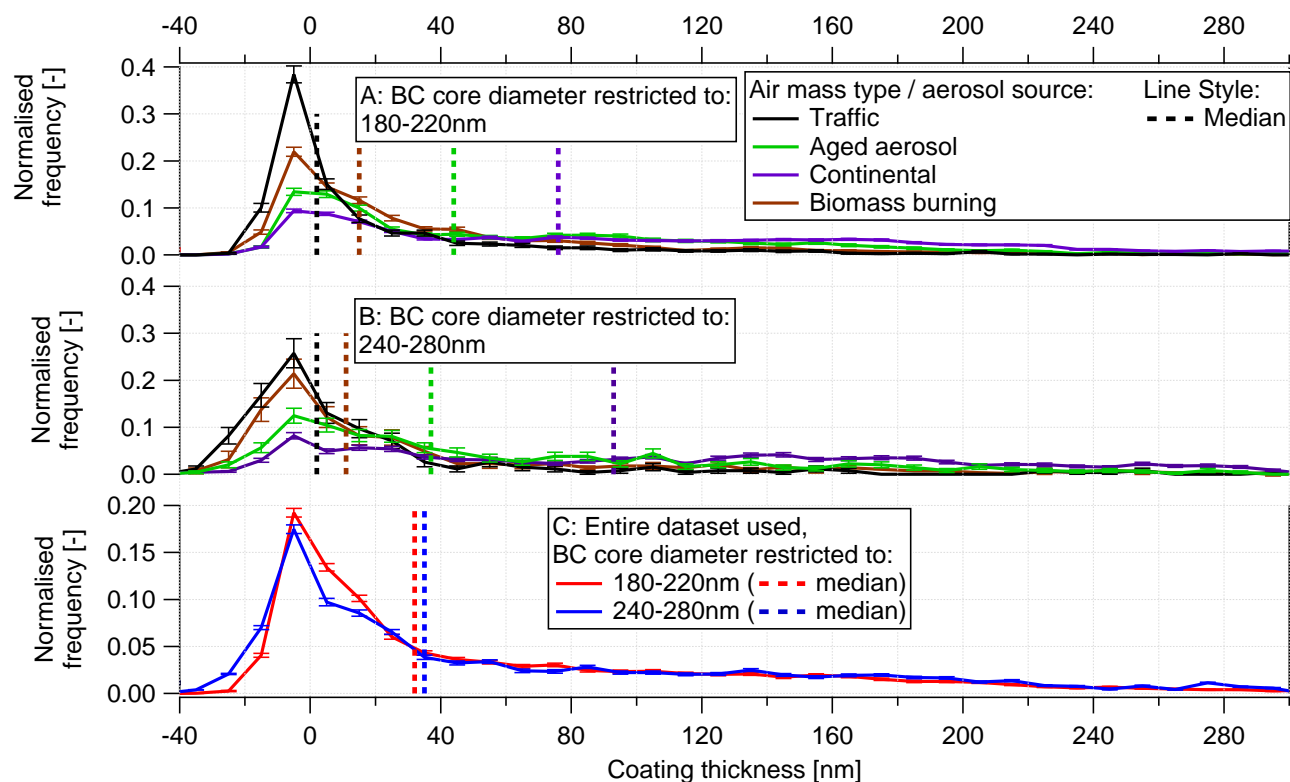 -40 0 40 80 120 160 200 240 280
Normalised
frequency [-]
0.4
0.3
0.2
0.1
0.0
A: BC core diameter restricted to:
180-220nm
Air mass type / aerosol source:
Traffic
Aged aerosol
Continental
Biomass burning
Line Style:
Median
Normalised
frequency [-]
0.4
0.3
0.2
0.1
0.0
B: BC core diameter restricted to:
240-280nm
Normalised
frequency [-]
0.20
0.15
0.10
0.05
0.00
C: Entire dataset used,
BC core diameter restricted to:
180-220nm ( median)
240-280nm ( median)
-40 0 40 80 120 160 200 240 280
Coating thickness [nm]